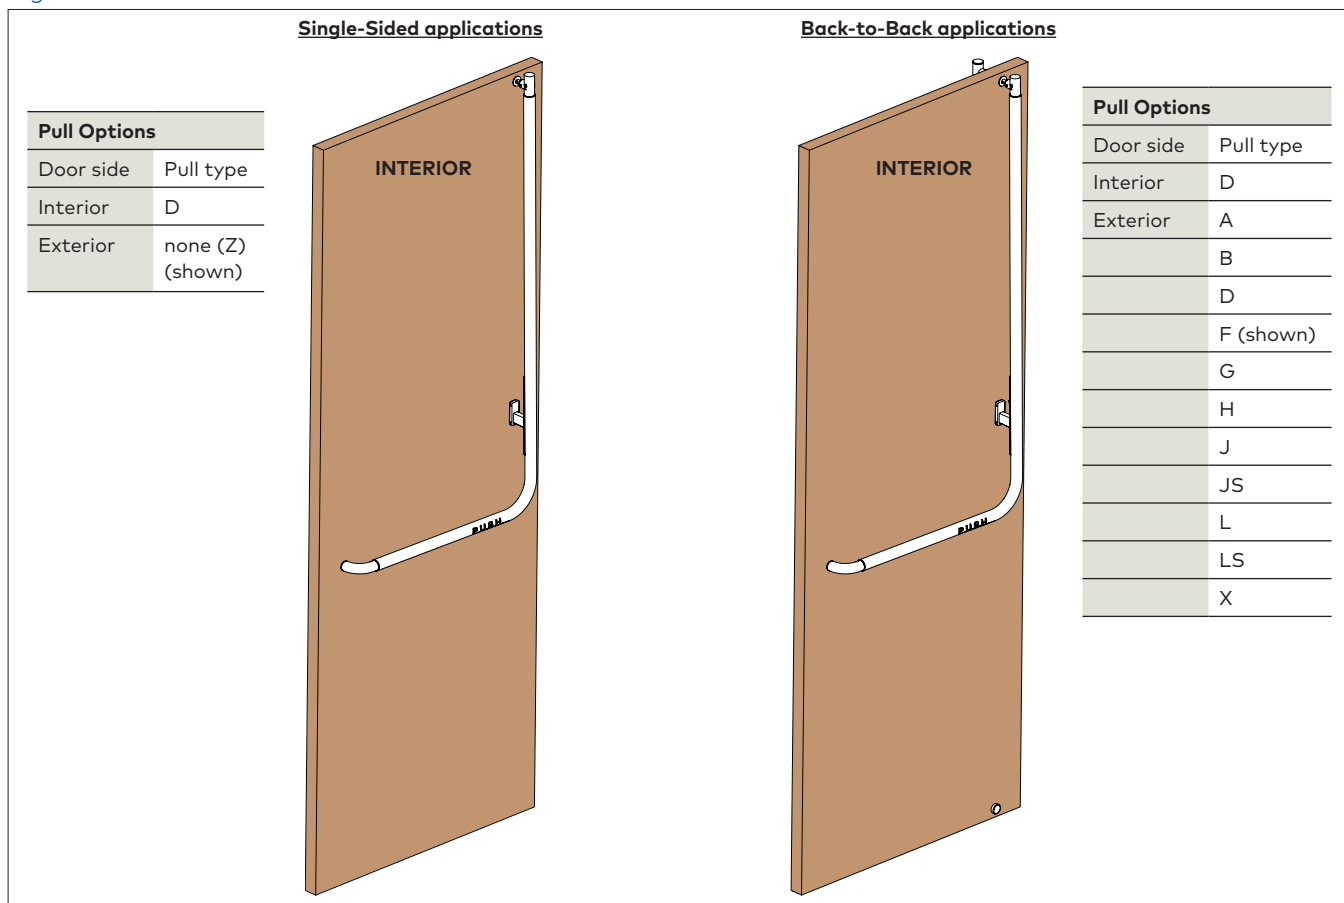 Single-Sided applications
Pull Options
Door side Pull type
Interior D
Exterior none (Z)
(shown)
INTERIOR
PUSH
Back-to-Back applications
INTERIOR
PUSH
Pull Options
Door side Pull type
Interior D
Exterior A
B
D
F (shown)
G
H
J
JS
L
LS
X